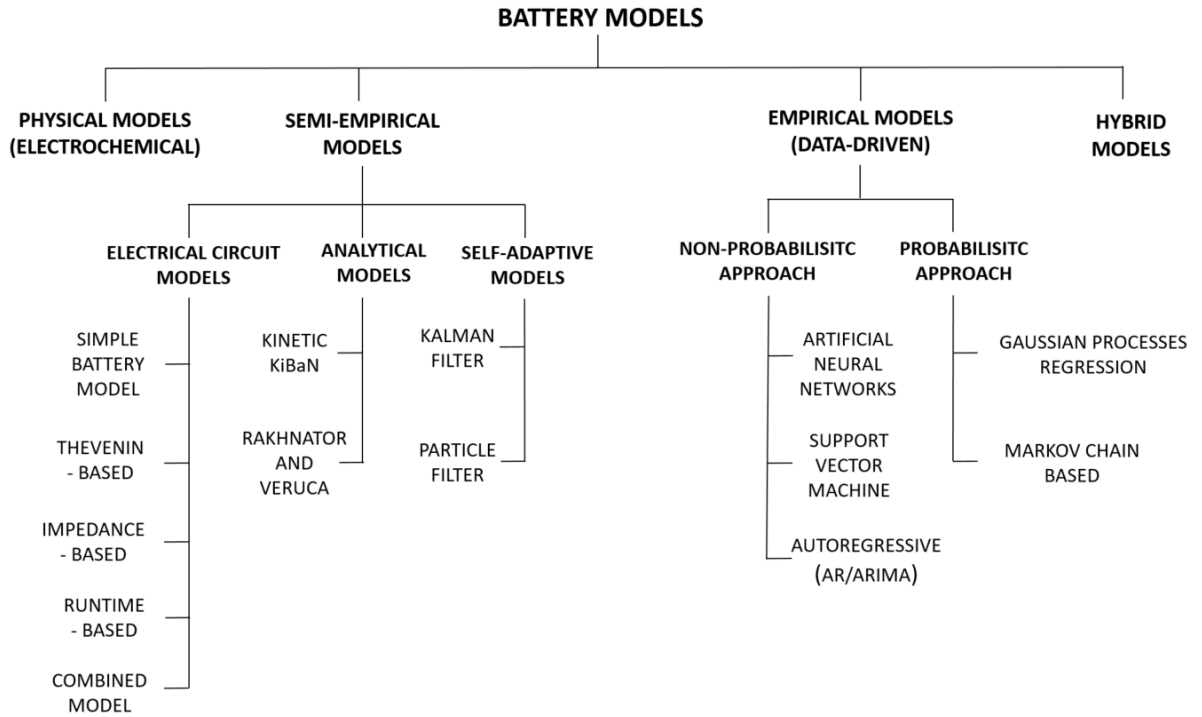 BATTERY MODELS
PHYSICAL MODELS
(ELECTROCHEMICAL)
SEMI-EMPIRICAL
MODELS
EMPIRICAL MODELS
(DATA-DRIVEN)
HYBRID
MODELS
ELECTRICAL CIRCUIT
MODELS
ANALYTICAL
MODELS
SELF-ADAPTIVE
MODELS
NON-PROBABILISITC
APPROACH
PROBABILISITC
APPROACH
SIMPLE
BATTERY
MODEL
THEVENIN
- BASED
IMPEDANCE
- BASED
RUNTIME
- BASED
COMBINED
MODEL
KINETIC
KiBaN
RAKHNATOR
AND
VERUCA
KALMAN
FILTER
PARTICLE
FILTER
ARTIFICIAL
NEURAL
NETWORKS
SUPPORT
VECTOR
MACHINE
AUTOREGRESSIVE
(AR/ARIMA)
GAUSSIAN PROCESSES
REGRESSION
MARKOV CHAIN
BASED